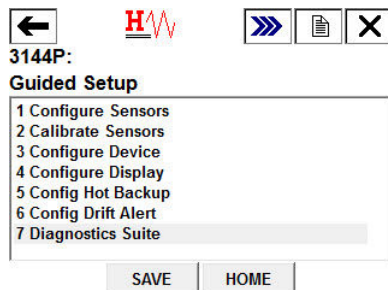 H
3144P:
Guided Setup
1 Configure Sensors
2 Calibrate Sensors
3 Configure Device
4 Configure Display
5 Config Hot Backup
6 Config Drift Alert
7 Diagnostics Suite
SAVE HOME